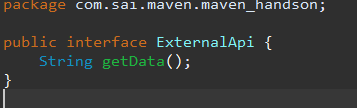 package com.sai.maven.maven_handson;
public interface ExternalApi {
    String getData();
}